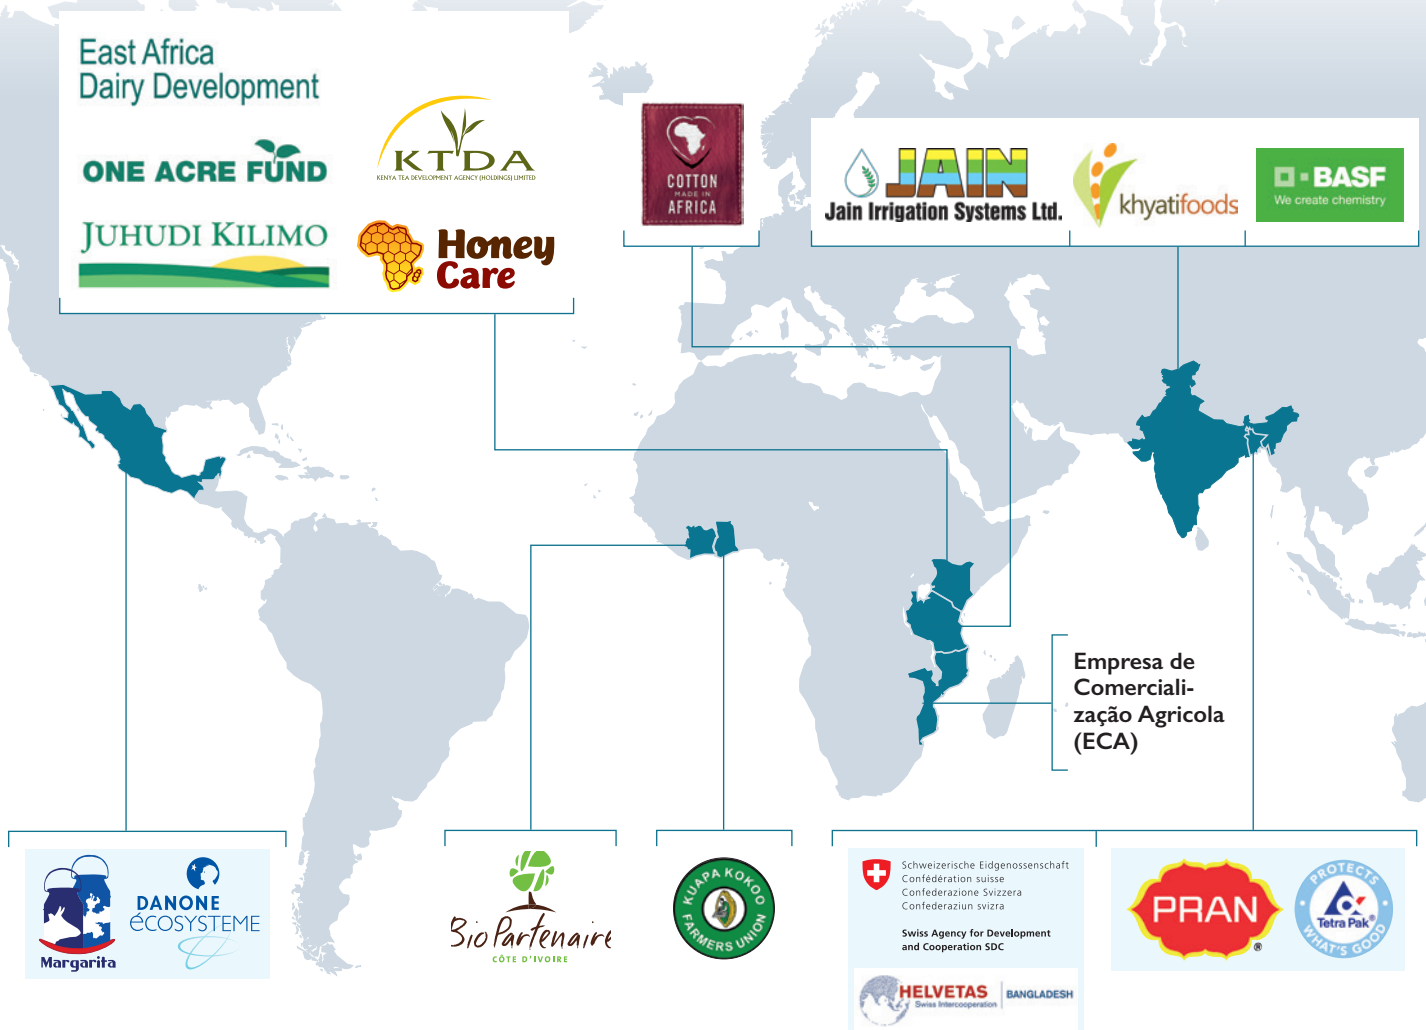 East Africa
Dairy Development
ONE ACRE FUND
KTDA
KENYA TEA DEVELOPMENT AGENCY (HOLDINGS) LIMITED
JUHUDI KILIMO
Honey
Care
COTTON
MADE IN
AFRICA
JAIN
Jain Irrigation Systems Ltd.
khyatifoods
BASF
We create chemistry
Empresa de
Comerciali-
zação Agricola
(ECA)
Margarita
DANONE
éCOSYSTEME
Bio Partenaire
CÔTE D'IVOIRE
KUAPA KOKOO
FARMERS UNION
Schweizerische Eidgenossenschaft
Confédération suisse
Confederazione Svizzera
Confederaziun svizra
Swiss Agency for Development
and Cooperation SDC
HELVETAS
Swiss Intercooperation
BANGLADESH
PRAN
®
PROTECTS
Tetra Pak®
WHAT'S GOOD